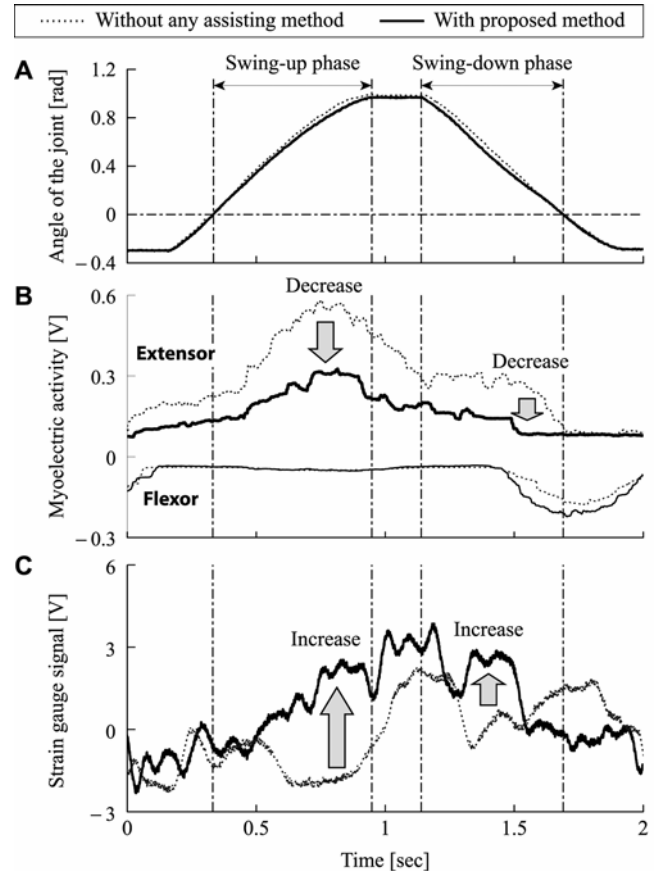 Without any assisting method
With proposed method
A
Swing-up phase
Swing-down phase
Angle of the joint [rad]
1.2
0.8
0.4
0
−0.4
B
Decrease
Decrease
Extensor
Flexor
Myoelectric activity [V]
0.6
0.3
0
−0.3
C
Increase
Increase
Strain gauge signal [V]
6
3
0
−3
0
0.5
1
1.5
2
Time [sec]